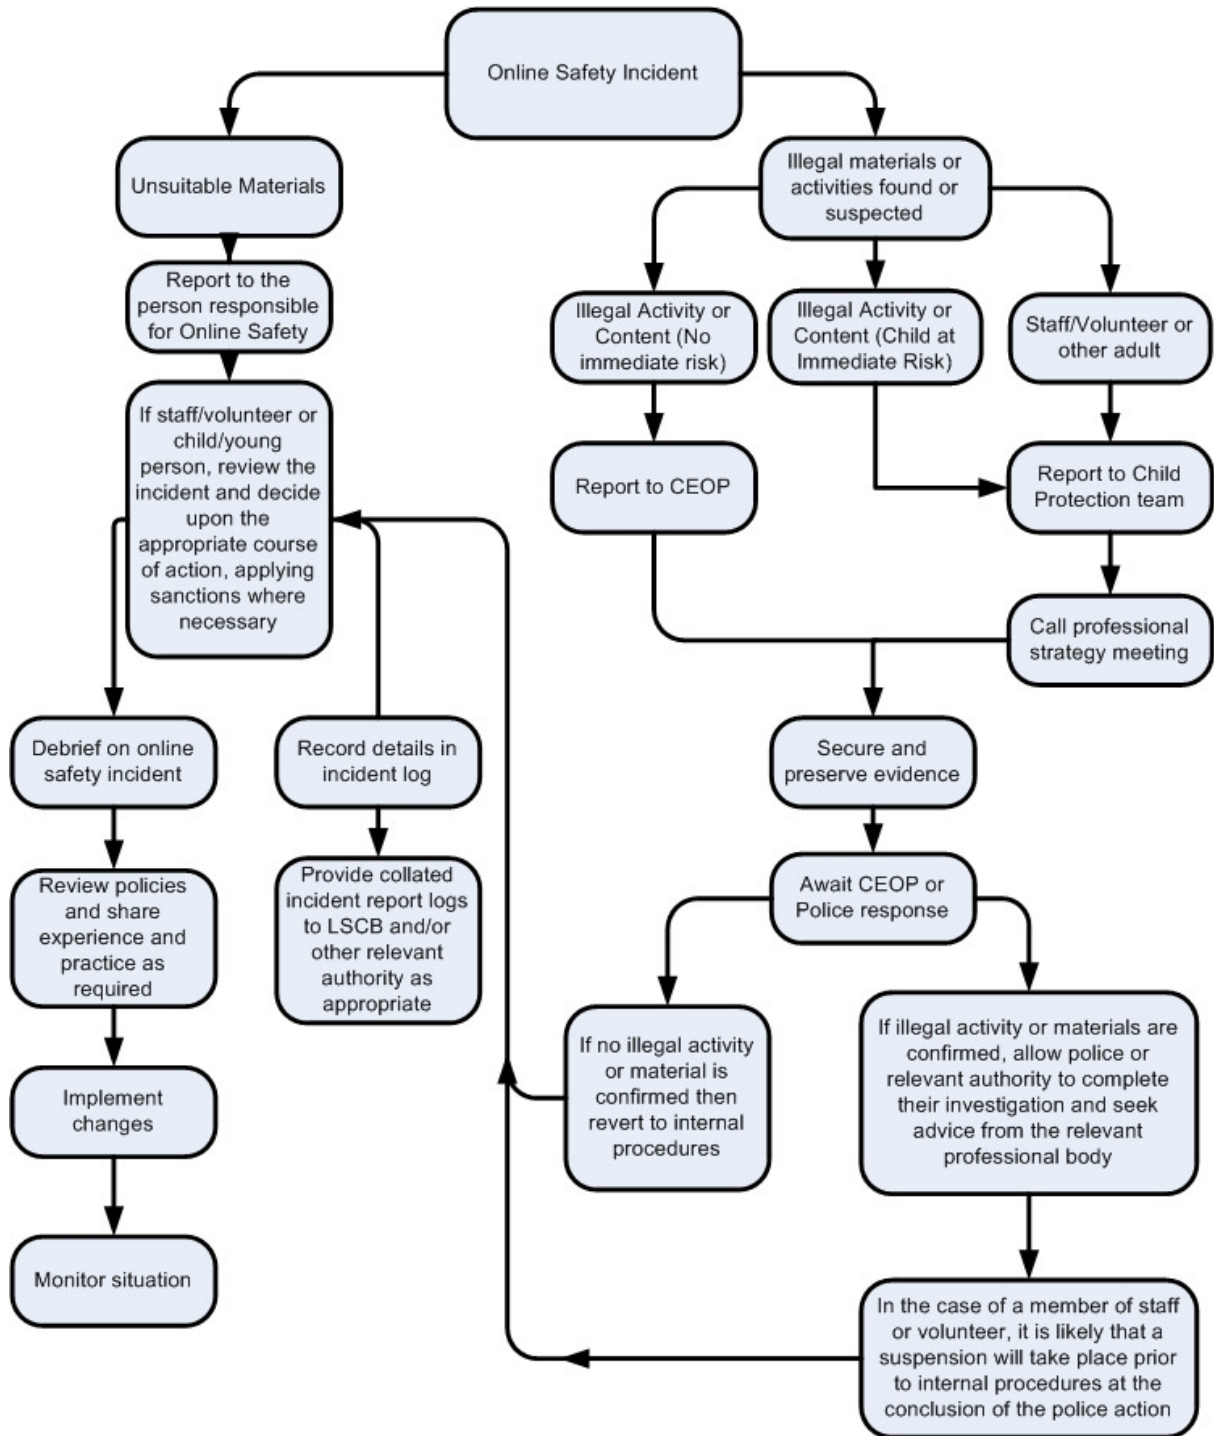 Online Safety Incident
Unsuitable Materials
Illegal materials or
activities found or
suspected
Report to the
person responsible
for Online Safety
Illegal Activity or
Content (No
immediate risk)
Illegal Activity or
Content (Child at
Immediate Risk)
Staff/Volunteer or
other adult
If staff/volunteer or
child/young
person, review the
incident and decide
upon the
appropriate course
of action, applying
sanctions where
necessary
Report to CEOP
Report to Child
Protection team
Call professional
strategy meeting
Debrief on online
safety incident
Record details in
incident log
Secure and
preserve evidence
Review policies
and share
experience and
practice as
required
Provide collated
incident report logs
to LSCB and/or
other relevant
authority as
appropriate
Await CEOP or
Police response
If no illegal activity
or material is
confirmed then
revert to internal
procedures
If illegal activity or materials are
confirmed, allow police or
relevant authority to complete
their investigation and seek
advice from the relevant
professional body
Implement
changes
Monitor situation
In the case of a member of staff
or volunteer, it is likely that a
suspension will take place prior
to internal procedures at the
conclusion of the police action